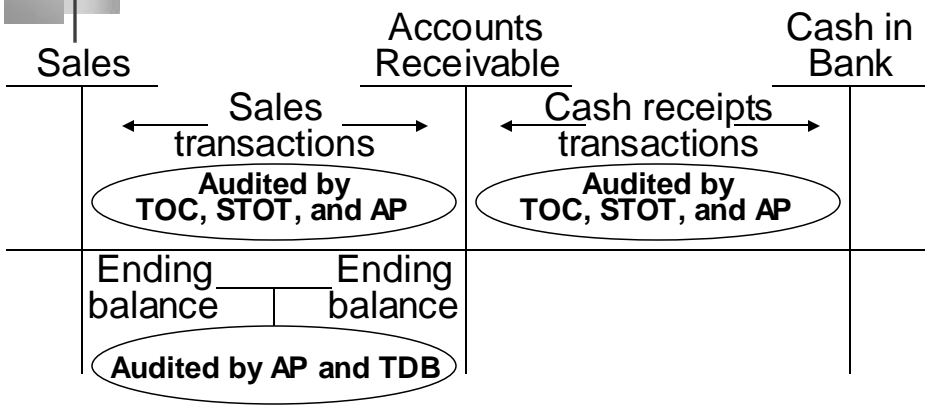 Sales
Accounts
Receivable
Cash in
Bank
Sales
transactions
Cash receipts
transactions
Audited by
TOC, STOT, and AP
Audited by
TOC, STOT, and AP
Ending
balance
Ending
balance
Audited by AP and TDB